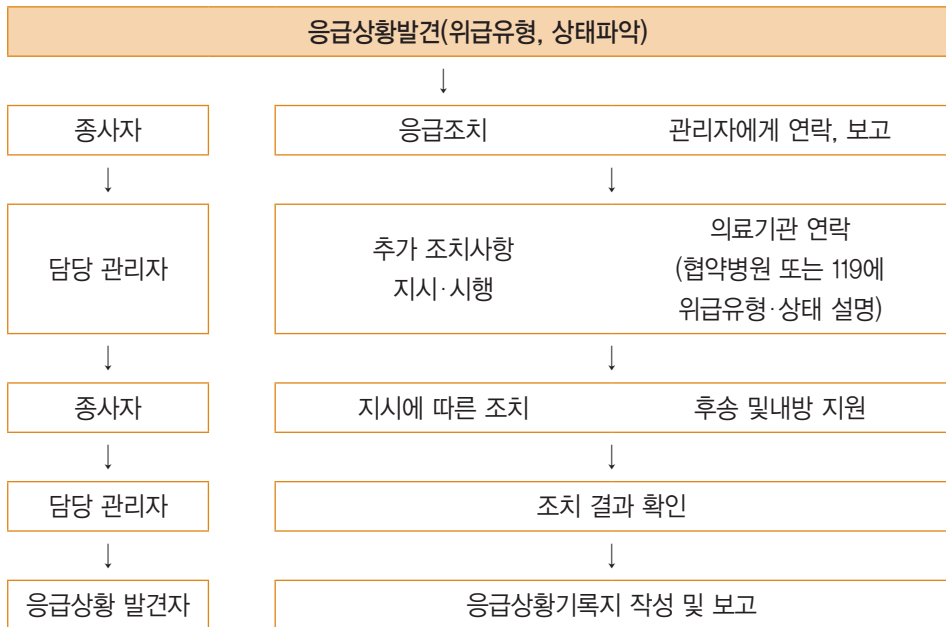 응급상황발견(위급유형, 상태파악)
↓
종사자
응급조치 관리자에게 연락, 보고
↓ ↓
담당 관리자
추가 조치사항
지시·시행
의료기관 연락
(협약병원 또는 119에
위급유형·상태 설명)
↓ ↓
종사자
지시에 따른 조치 후송 및내방 지원
↓ ↓
담당 관리자
조치 결과 확인
↓ ↓
응급상황 발견자
응급상황기록지 작성 및 보고